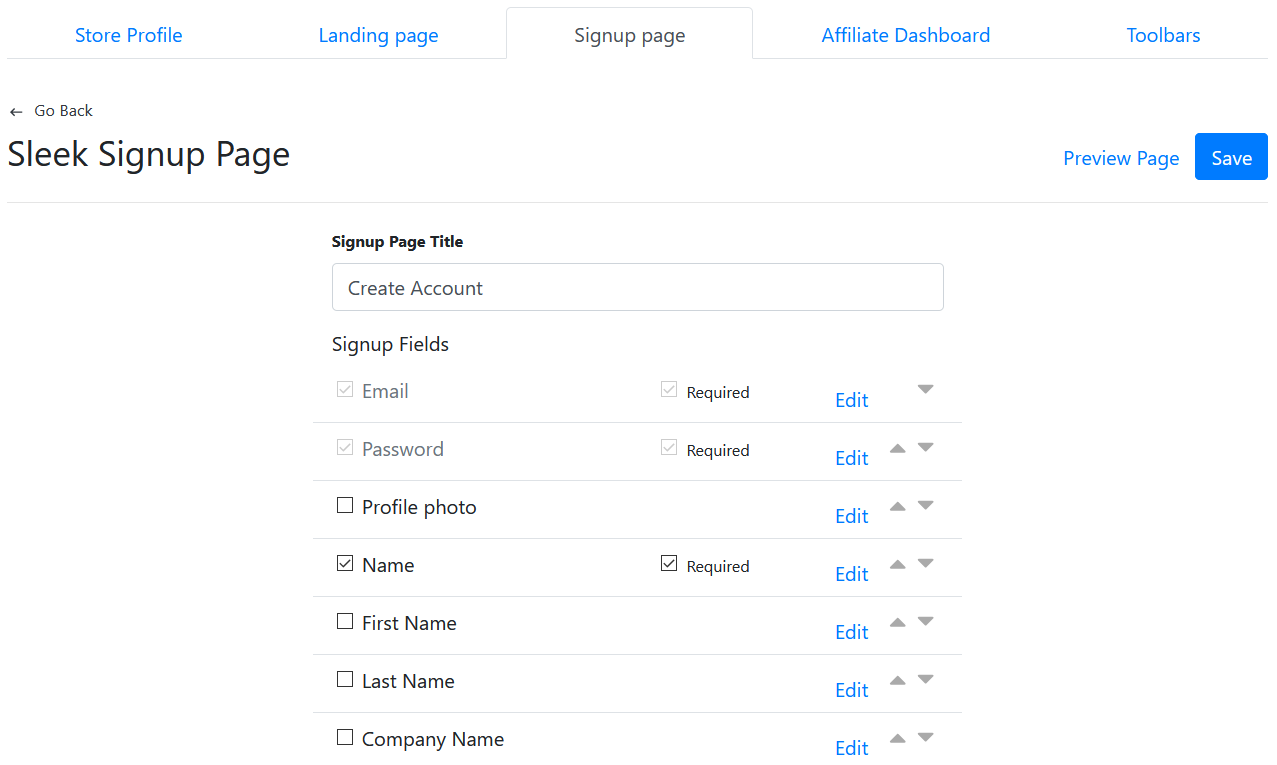 Store Profile Landing page Signup page Affiliate Dashboard Toolbars
← Go Back
Sleek Signup Page
Preview Page Save
Signup Page Title
Create Account
Signup Fields
Email Required Edit
Password Required Edit
Profile photo Edit
Name Required Edit
First Name Edit
Last Name Edit
Company Name Edit